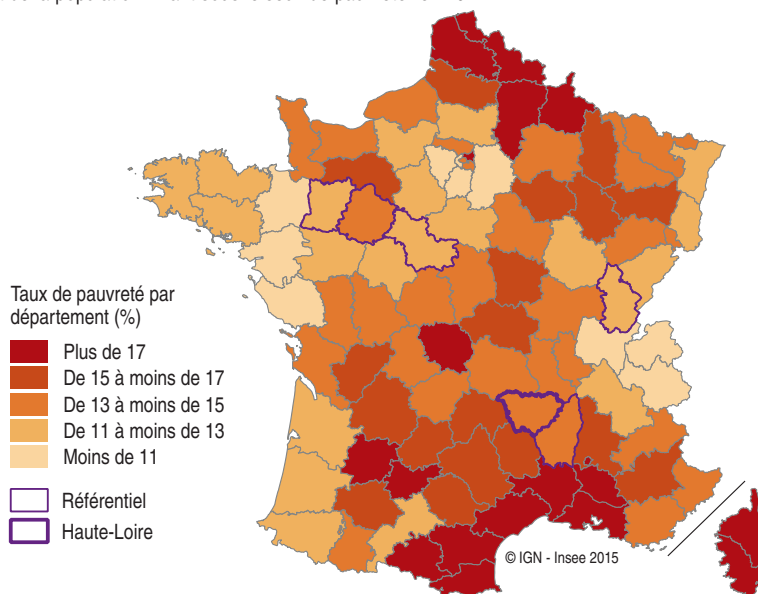 Taux de pauvreté par
département (%)
Plus de 17
De 15 à moins de 17
De 13 à moins de 15
De 11 à moins de 13
Moins de 11
Référentiel
Haute-Loire
© IGN - Insee 2015